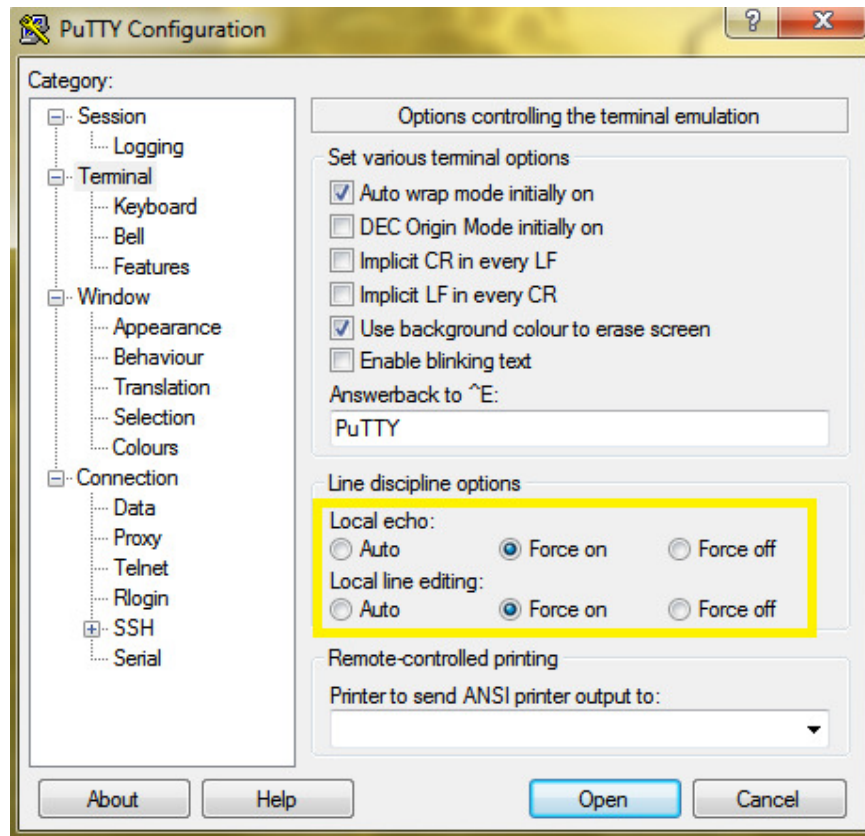 PuTTY Configuration
?
X
Category:
Session
Logging
Terminal
Keyboard
Bell
Features
Window
Appearance
Behaviour
Translation
Selection
Colours
Connection
Data
Proxy
Telnet
Rlogin
SSH
Serial
Options controlling the terminal emulation
Set various terminal options
Auto wrap mode initially on
DEC Origin Mode initially on
Implicit CR in every LF
Implicit LF in every CR
Use background colour to erase screen
Enable blinking text
Answerback to ^E:
PuTTY
Line discipline options
Local echo:
Auto Force on Force off
Local line editing:
Auto Force on Force off
Remote-controlled printing
Printer to send ANSI printer output to:
About Help Open Cancel